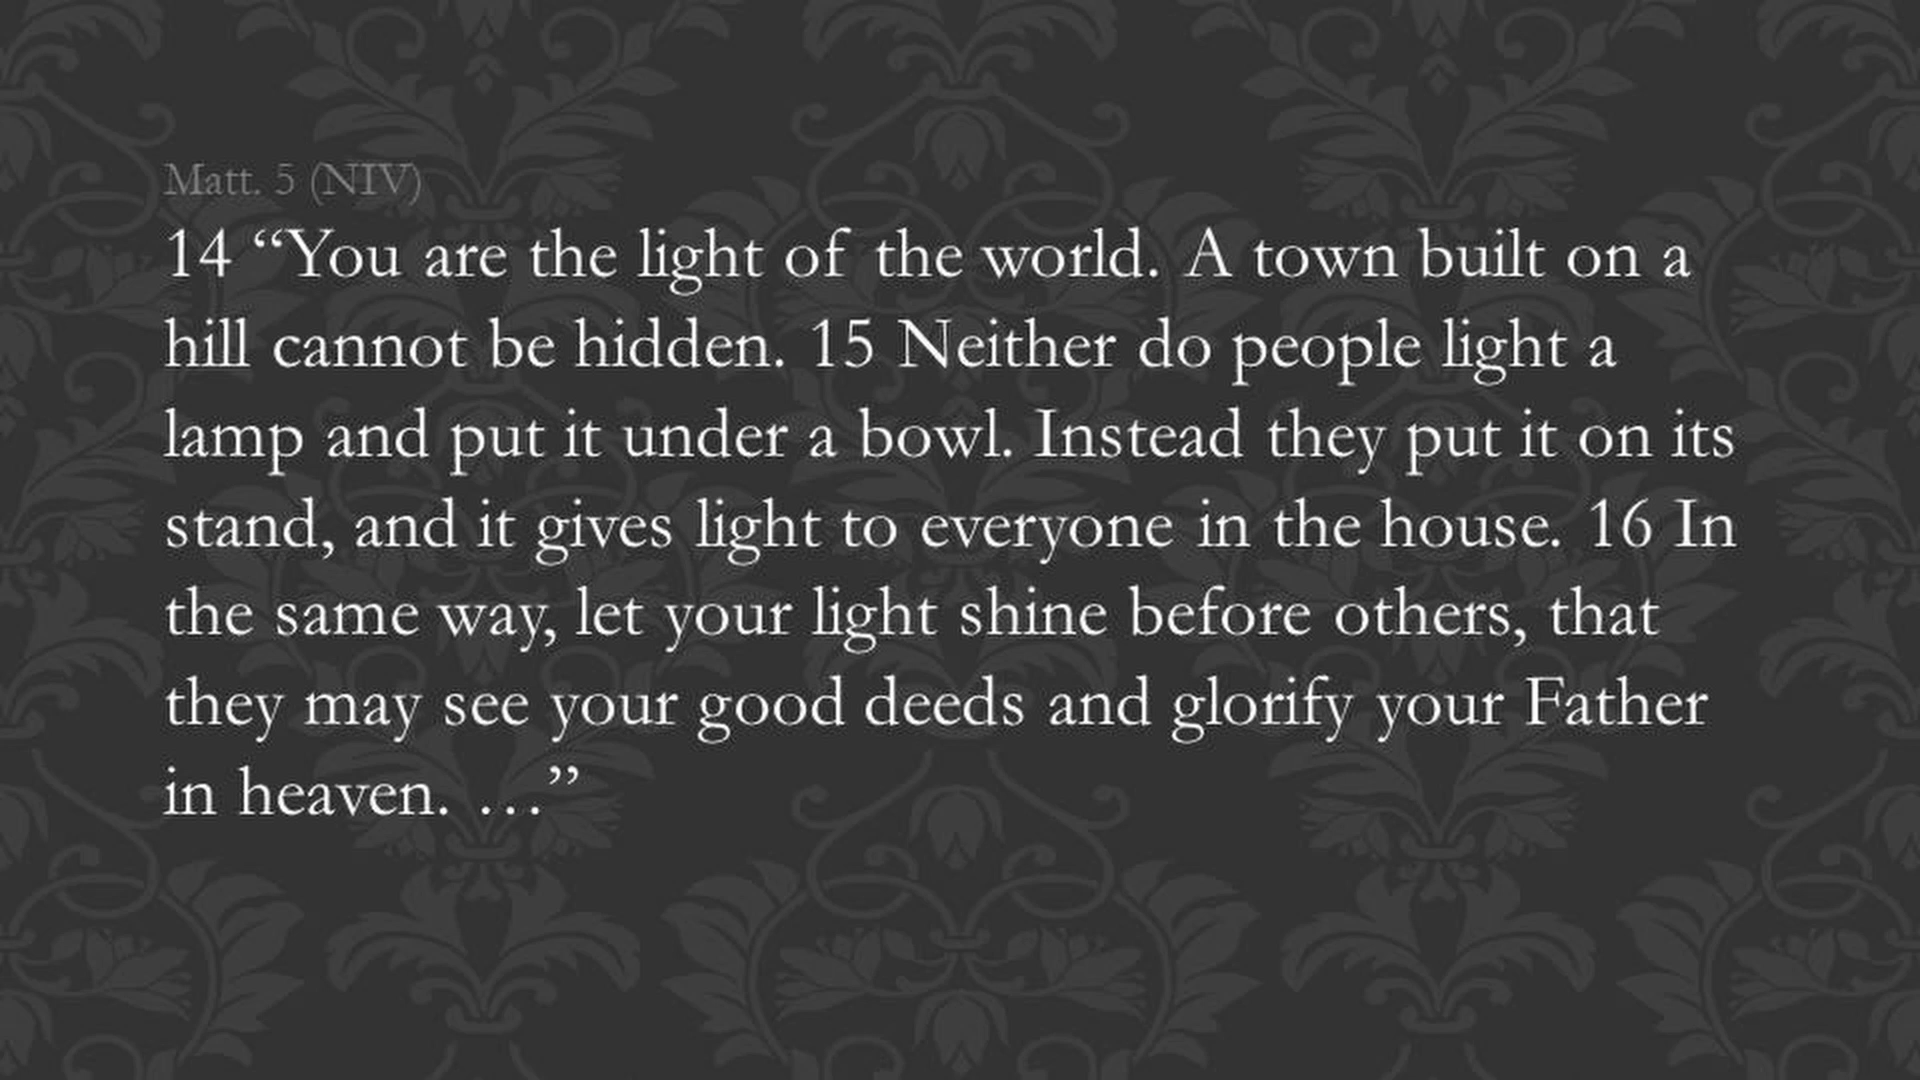 Matt. 5 (NIV)
14 “You are the light of the world. A town built on a
hill cannot be hidden. 15 Neither do people light a
lamp and put it under a bowl. Instead they put it on its
stand, and it gives light to everyone in the house. 16 In
the same way, let your light shine before others, that
they may see your good deeds and glorify your Father
in heaven. …”